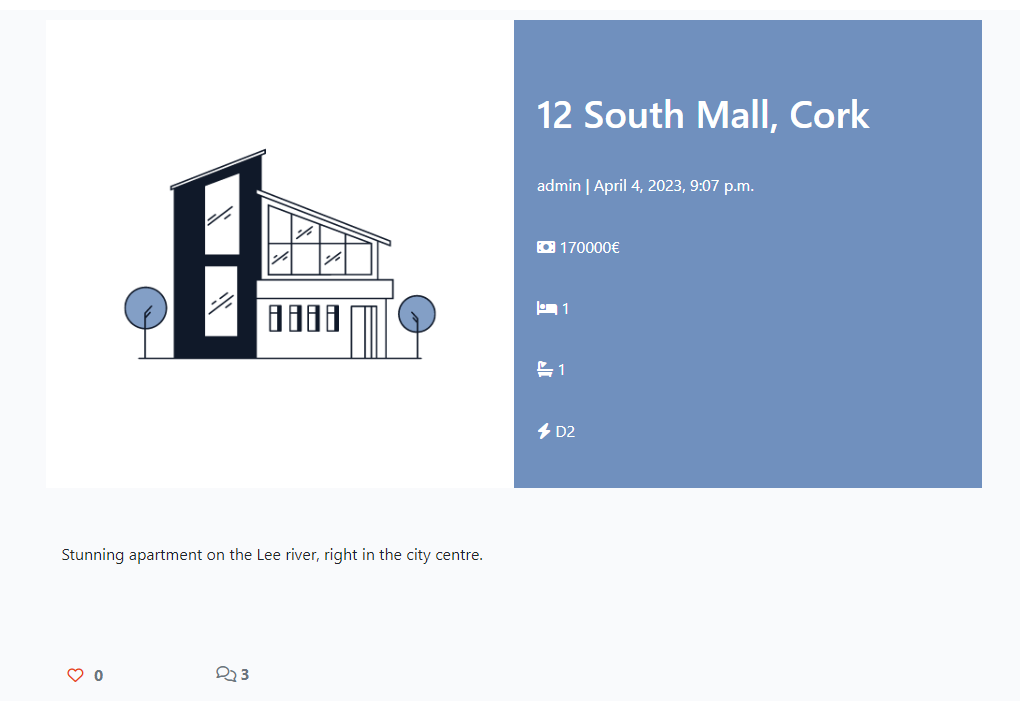 12 South Mall, Cork
admin | April 4, 2023, 9:07 p.m.
170000€
1
1
D2
Stunning apartment on the Lee river, right in the city centre.
0 3